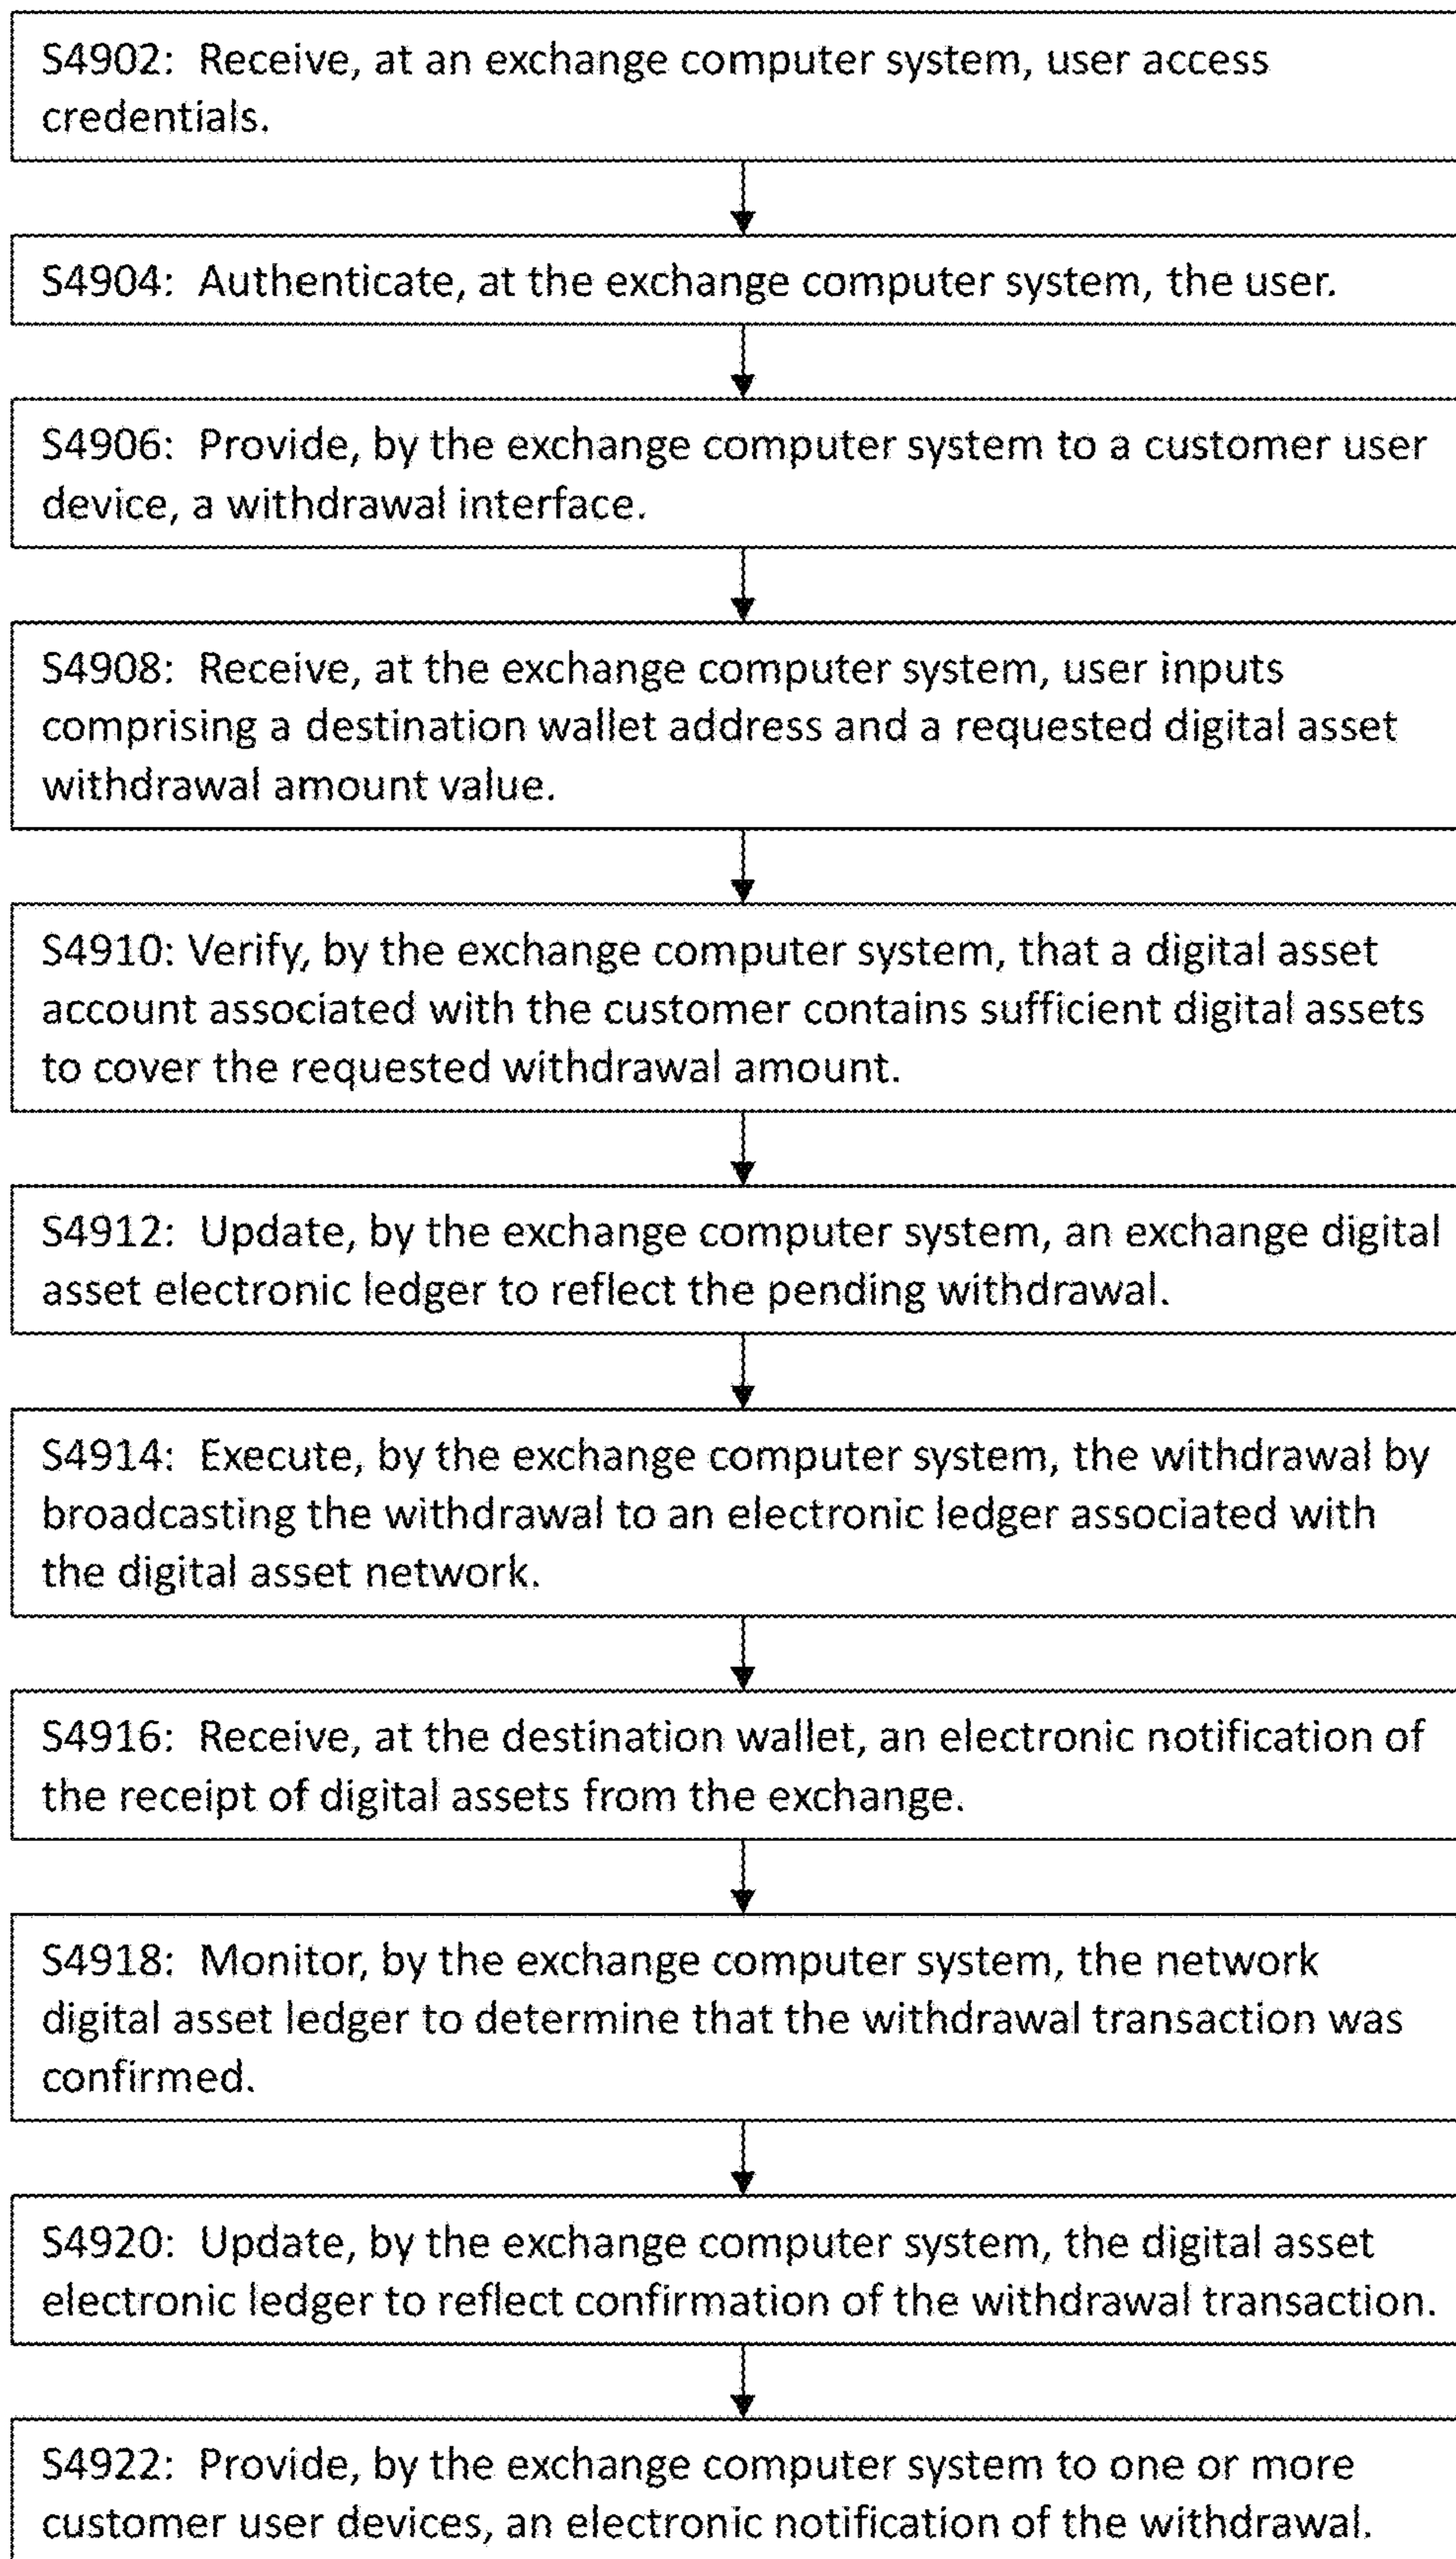 S4902: Receive, at an exchange computer system, user access
credentials.
S4904: Authenticate, at the exchange computer system, the user.
S4906: Provide, by the exchange computer system to a customer user
device, a withdrawal interface.
S4908: Receive, at the exchange computer system, user inputs
comprising a destination wallet address and a requested digital asset
withdrawal amount value.
S4910: Verify, by the exchange computer system, that a digital asset
account associated with the customer contains sufficient digital assets
to cover the requested withdrawal amount.
S4912: Update, by the exchange computer system, an exchange digital
asset electronic ledger to reflect the pending withdrawal.
S4914: Execute, by the exchange computer system, the withdrawal by
broadcasting the withdrawal to an electronic ledger associated with
the digital asset network.
S4916: Receive, at the destination wallet, an electronic notification of
the receipt of digital assets from the exchange.
S4918: Monitor, by the exchange computer system, the network
digital asset ledger to determine that the withdrawal transaction was
confirmed.
S4920: Update, by the exchange computer system, the digital asset
electronic ledger to reflect confirmation of the withdrawal transaction.
S4922: Provide, by the exchange computer system to one or more
customer user devices, an electronic notification of the withdrawal.